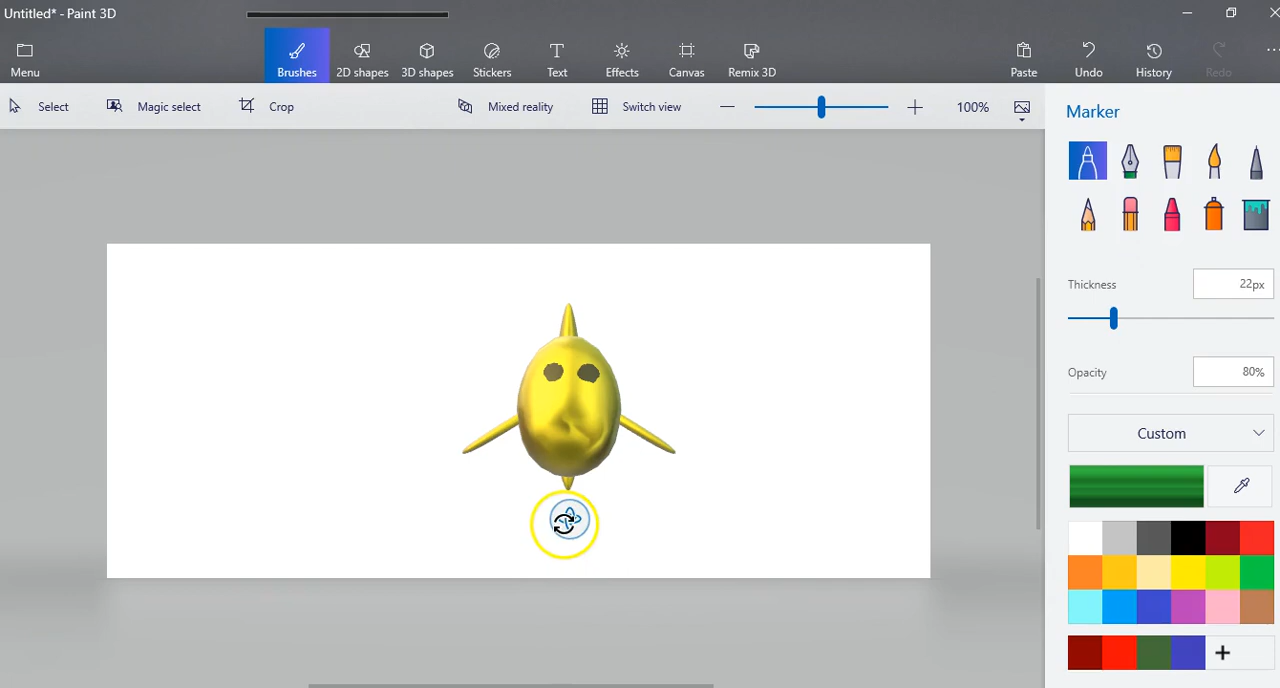 Untitled* - Paint 3D
Menu
Brushes
2D shapes
3D shapes
Stickers
Text
Effects
Canvas
Remix 3D
Paste
Undo
History
Redo
Select
Magic select
Crop
Mixed reality
Switch view
100%
Marker
Thickness
22px
Opacity
80%
Custom